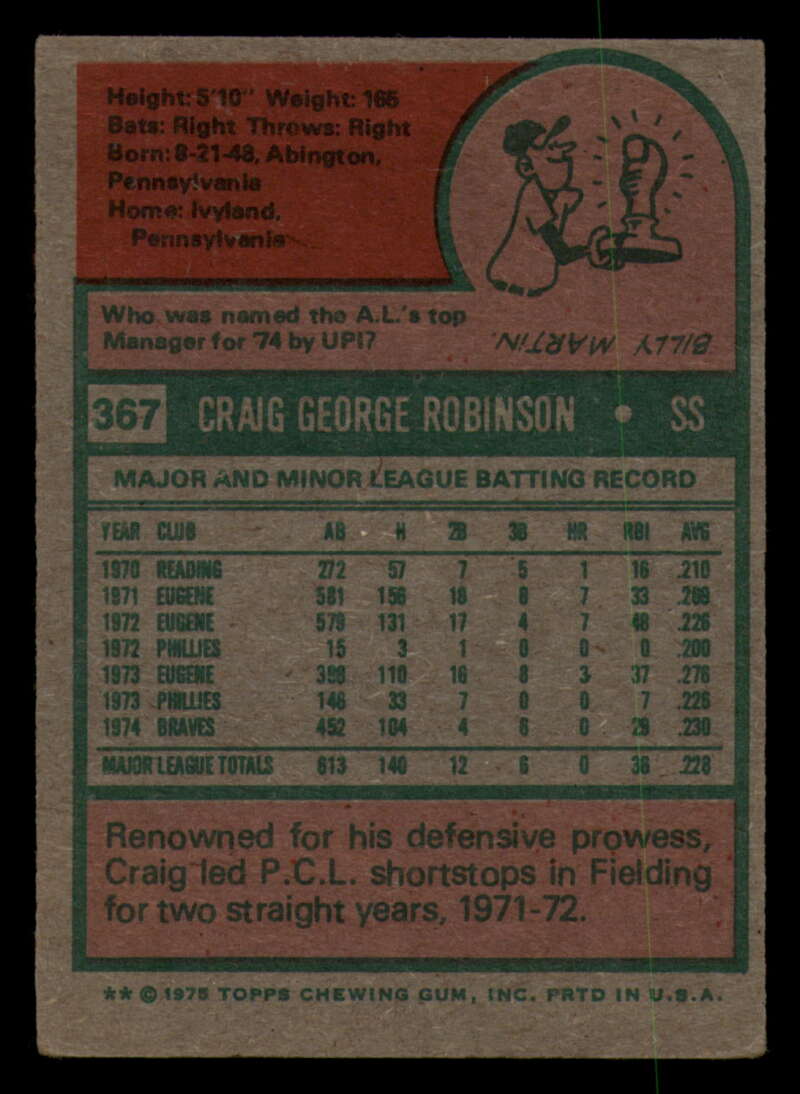 Height: 5'10" Weight: 165
Bats: Right Throws: Right
Born: 8-21-48, Abington,
Pennsylvania
Home: Ivyland,
Pennsylvania
Who was named the A.L.'s top
Manager for '74 by UPI?
BILLY MARTIN.
367 CRAIG GEORGE ROBINSON • SS
MAJOR AND MINOR LEAGUE BATTING RECORD
YEAR CLUB AB H 2B 3B HR RBI AVG
1970 READING 272 57 7 5 1 16 .210
1971 EUGENE 581 156 18 8 7 33 .269
1972 EUGENE 579 131 17 4 7 48 .226
1972 PHILLIES 15 3 1 0 0 0 .200
1973 EUGENE 398 110 16 8 3 37 .276
1973 PHILLIES 146 33 7 0 0 7 .226
1974 BRAVES 452 104 4 6 0 29 .230
MAJOR LEAGUE TOTALS 613 140 12 6 0 36 .228
Renowned for his defensive prowess,
Craig led P.C.L. shortstops in Fielding
for two straight years, 1971-72.
** © 1975 TOPPS CHEWING GUM, INC. PRTD IN U.S.A.